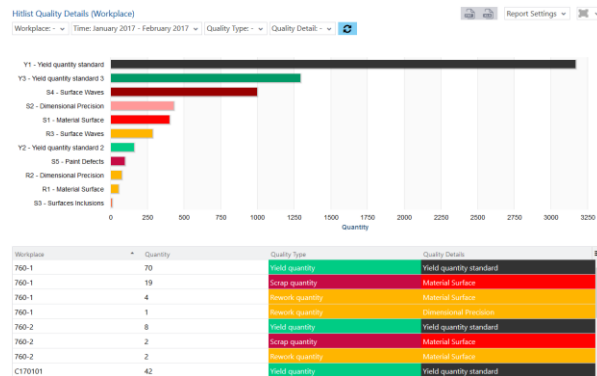 Hitlist Quality Details (Workplace)
Report Settings
Workplace: - Time: January 2017 - February 2017 Quality Type: - Quality Detail: -
Y1 - Yield quantity standard
Y3 - Yield quantity standard 3
S4 - Surface Waves
S2 - Dimensional Precision
S1 - Material Surface
R3 - Surface Waves
Y2 - Yield quantity standard 2
S5 - Paint Defects
R2 - Dimensional Precision
R1 - Material Surface
S3 - Surfaces Inclusions
0 250 500 750 1000 1250 1500 1750 2000 2250 2500 2750 3000 3250
Quantity
Workplace Quantity Quality Type Quality Details
760-1 70 Yield quantity Yield quantity standard
760-1 19 Scrap quantity Material Surface
760-1 4 Rework quantity Material Surface
760-1 1 Rework quantity Dimensional Precision
760-2 8 Yield quantity Yield quantity standard
760-2 2 Scrap quantity Material Surface
760-2 2 Rework quantity Material Surface
C170101 42 Yield quantity Yield quantity standard